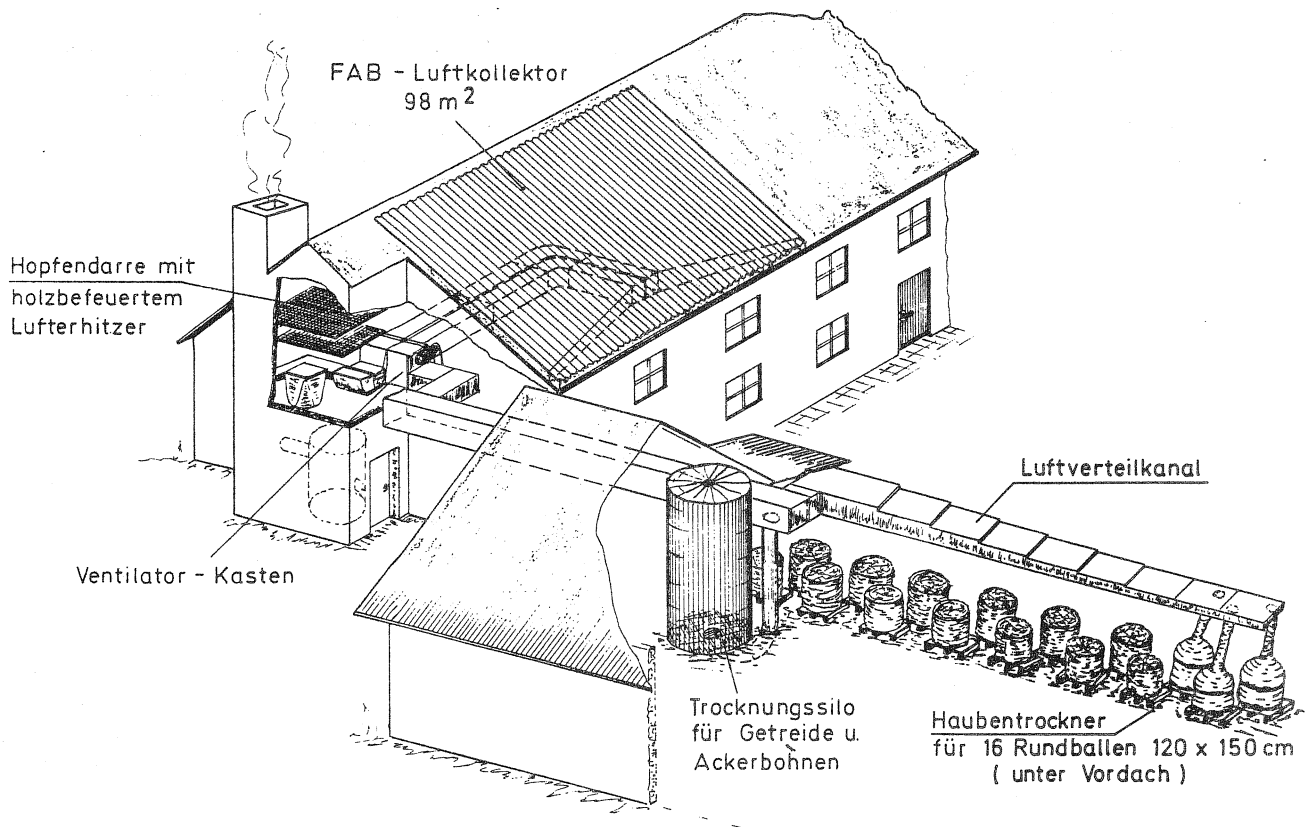 FAB - Luftkollektor
98 m²
Hopfendarre mit
holzbefeuertem
Lufterhitzer
Luftverteilkanal
Ventilator - Kasten
Trocknungssilo
für Getreide u.
Ackerbohnen
Haubentrockner
für 16 Rundballen 120 x 150 cm
( unter Vordach )